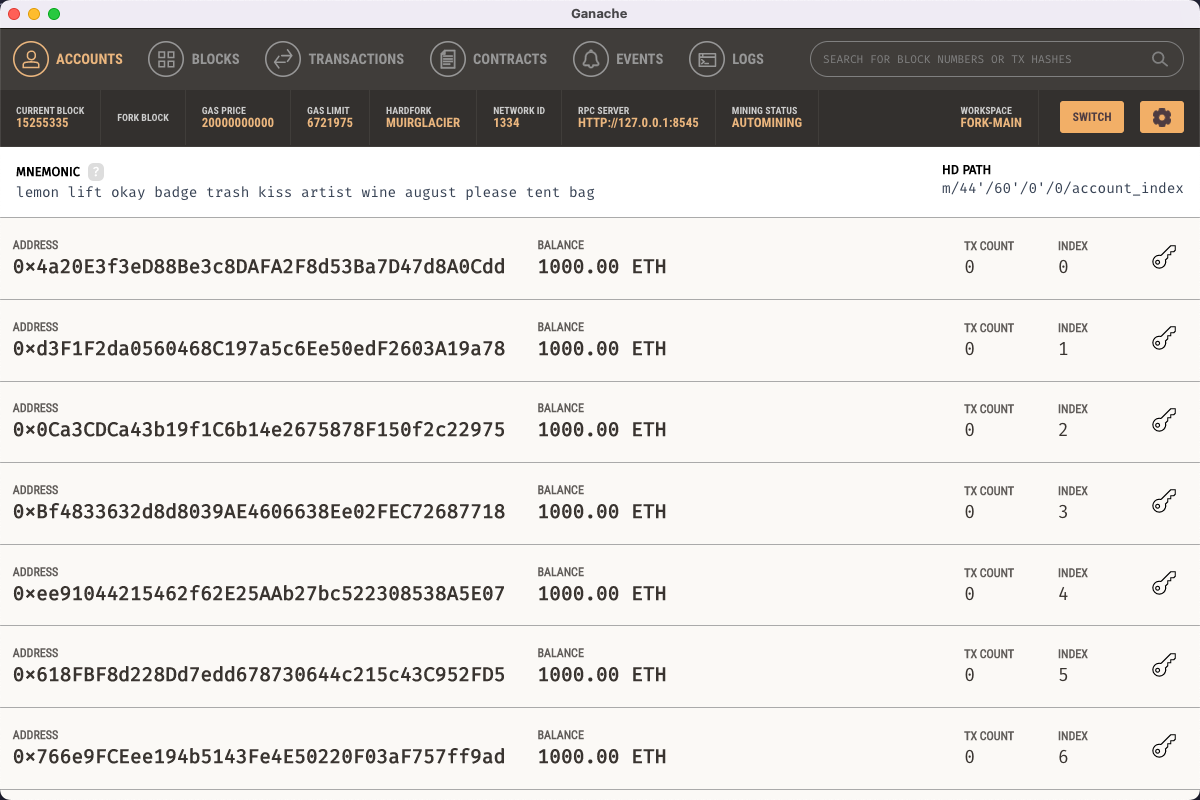 Ganache
ACCOUNTS BLOCKS TRANSACTIONS CONTRACTS EVENTS LOGS SEARCH FOR BLOCK NUMBERS OR TX HASHES
CURRENT BLOCK FORK BLOCK GAS PRICE GAS LIMIT HARDFORK NETWORK ID RPC SERVER MINING STATUS WORKSPACE SWITCH
15255335 20000000000 6721975 MUIRGLACIER 1334 HTTP://127.0.0.1:8545 AUTOMINING FORK-MAIN
MNEMONIC ? HD PATH
lemon lift okay badge trash kiss artist wine august please tent bag m/44'/60'/0'/0/account_index
ADDRESS BALANCE TX COUNT INDEX
0×4a20E3f3eD88Be3c8DAFA2F8d53Ba7D47d8A0Cdd 1000.00 ETH 0 0
ADDRESS BALANCE TX COUNT INDEX
0×d3F1F2da0560468C197a5c6Ee50edF2603A19a78 1000.00 ETH 0 1
ADDRESS BALANCE TX COUNT INDEX
0×0Ca3CDCa43b19f1C6b14e2675878F150f2c22975 1000.00 ETH 0 2
ADDRESS BALANCE TX COUNT INDEX
0×Bf4833632d8d8039AE4606638Ee02FEC72687718 1000.00 ETH 0 3
ADDRESS BALANCE TX COUNT INDEX
0×ee91044215462f62E25AAb27bc522308538A5E07 1000.00 ETH 0 4
ADDRESS BALANCE TX COUNT INDEX
0×618FBF8d228Dd7edd678730644c215c43C952FD5 1000.00 ETH 0 5
ADDRESS BALANCE TX COUNT INDEX
0×766e9FCEee194b5143Fe4E50220F03aF757ff9ad 1000.00 ETH 0 6